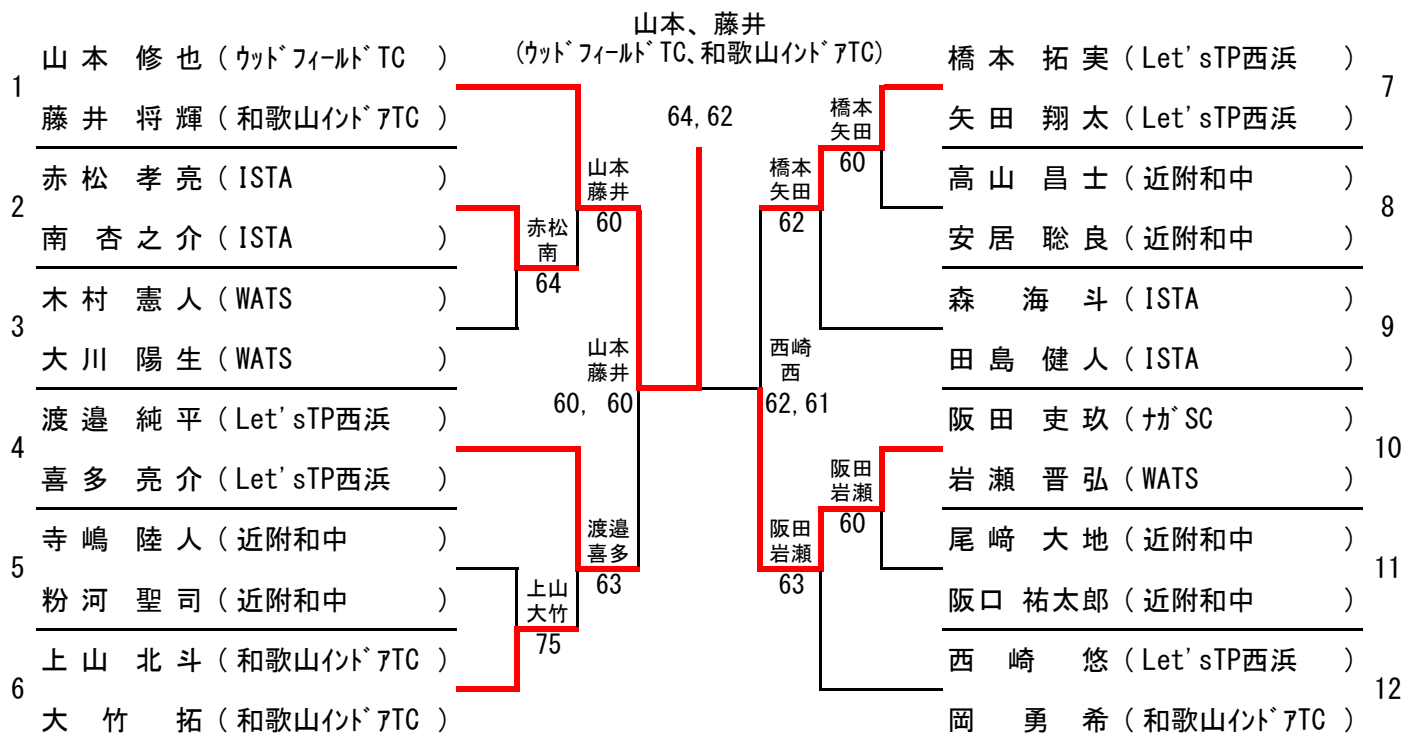 山本、藤井
(ｳｯﾄﾞﾌｨｰﾙﾄﾞTC、和歌山ｲﾝﾄﾞｱTC)
64,62
1
山本 修也 (ｳｯﾄﾞﾌｨｰﾙﾄﾞTC )
藤井 将輝 (和歌山ｲﾝﾄﾞｱTC )
2
赤松 孝亮 (ISTA )
南 杏之介 (ISTA )
3
木村 憲人 (WATS )
大川 陽生 (WATS )
4
渡邉 純平 (Let'sTP西浜 )
喜多 亮介 (Let'sTP西浜 )
5
寺嶋 陸人 (近附和中 )
粉河 聖司 (近附和中 )
6
上山 北斗 (和歌山ｲﾝﾄﾞｱTC )
大竹 拓 (和歌山ｲﾝﾄﾞｱTC )
赤松
南
64
上山
大竹
75
山本
藤井
60
渡邉
喜多
63
山本
藤井
60, 60
西崎
西
62,61
橋本
矢田
62
阪田
岩瀬
63
橋本
矢田
60
阪田
岩瀬
60
橋本 拓実 (Let'sTP西浜 )
矢田 翔太 (Let'sTP西浜 )
7
高山 昌士 (近附和中 )
安居 聡良 (近附和中 )
8
森 海斗 (ISTA )
田島 健人 (ISTA )
9
阪田 吏玖 (ﾅｶﾞSC )
岩瀬 晋弘 (WATS )
10
尾﨑 大地 (近附和中 )
阪口 祐太郎 (近附和中 )
11
西崎 悠 (Let'sTP西浜 )
岡 勇希 (和歌山ｲﾝﾄﾞｱTC )
12